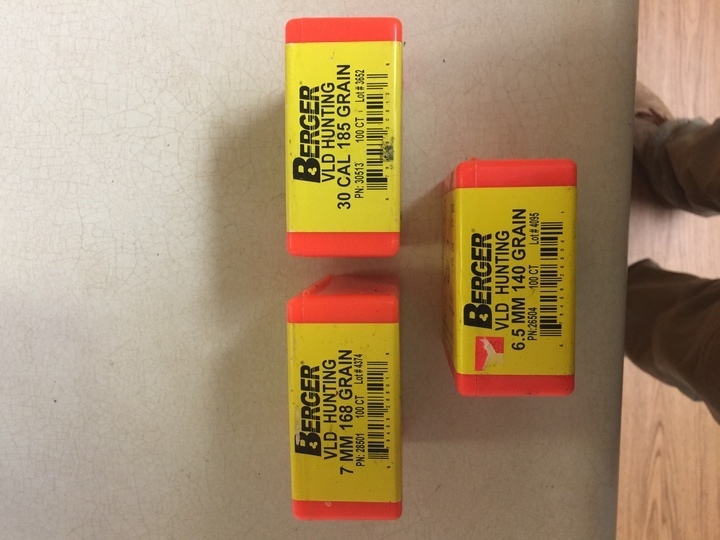 BERGER
VLD HUNTING
30 CAL 185 GRAIN
PN: 30513 100 CT Lot # 3652
BERGER
VLD HUNTING
7 MM 168 GRAIN
PN: 28501 100 CT Lot # 4374
BERGER
VLD HUNTING
6.5 MM 140 GRAIN
PN:26504 100 CT Lot # 4095